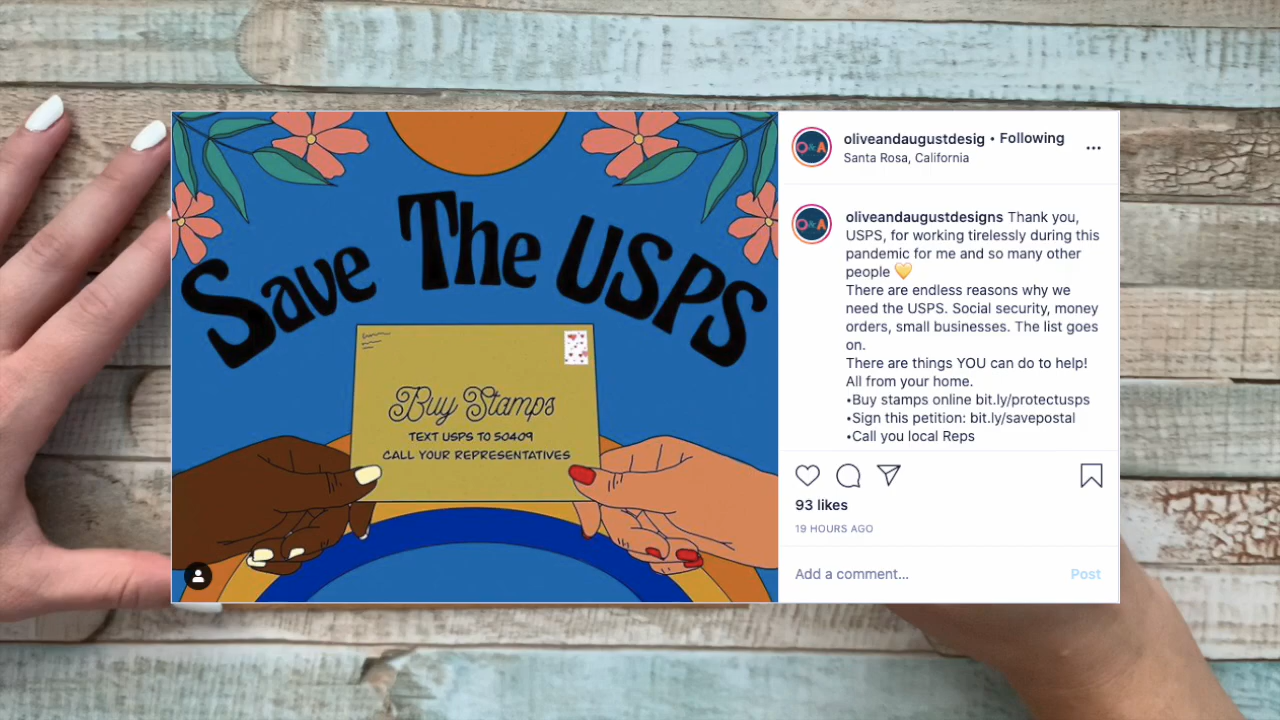 Save The USPS
Buy Stamps
TEXT USPS TO 50409
CALL YOUR REPRESENTATIVES
O&A
oliveandaugustdesig • Following
Santa Rosa, California
O&A
oliveandaugustdesigns Thank you,
USPS, for working tirelessly during this
pandemic for me and so many other
people 💛
There are endless reasons why we
need the USPS. Social security, money
orders, small businesses. The list goes
on.
There are things YOU can do to help!
All from your home.
•Buy stamps online bit.ly/protectusps
•Sign this petition: bit.ly/savepostal
•Call you local Reps
93 likes
19 HOURS AGO
Add a comment...
Post